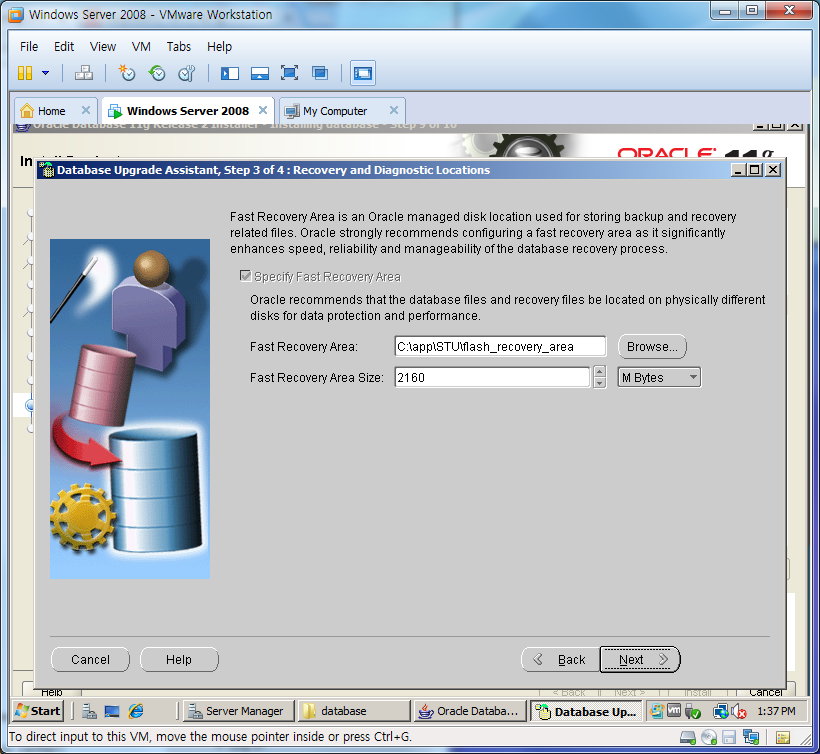 Windows Server 2008 - VMware Workstation
File Edit View VM Tabs Help
Home
Windows Server 2008
My Computer
Oracle Database 11g Release 2 Installer - Installing database - Step 9 of 10
ORACLE 11g
Database Upgrade Assistant, Step 3 of 4 : Recovery and Diagnostic Locations
Fast Recovery Area is an Oracle managed disk location used for storing backup and recovery
related files. Oracle strongly recommends configuring a fast recovery area as it significantly
enhances speed, reliability and manageability of the database recovery process.
Specify Fast Recovery Area
Oracle recommends that the database files and recovery files be located on physically different
disks for data protection and performance.
Fast Recovery Area: C:\app\STU\flash_recovery_area Browse...
Fast Recovery Area Size: 2160 M Bytes
Cancel Help Back Next
Help < Back Next > Install Cancel
Start Server Manager database Oracle Databa... Database Up... 1:37 PM
To direct input to this VM, move the mouse pointer inside or press Ctrl+G.